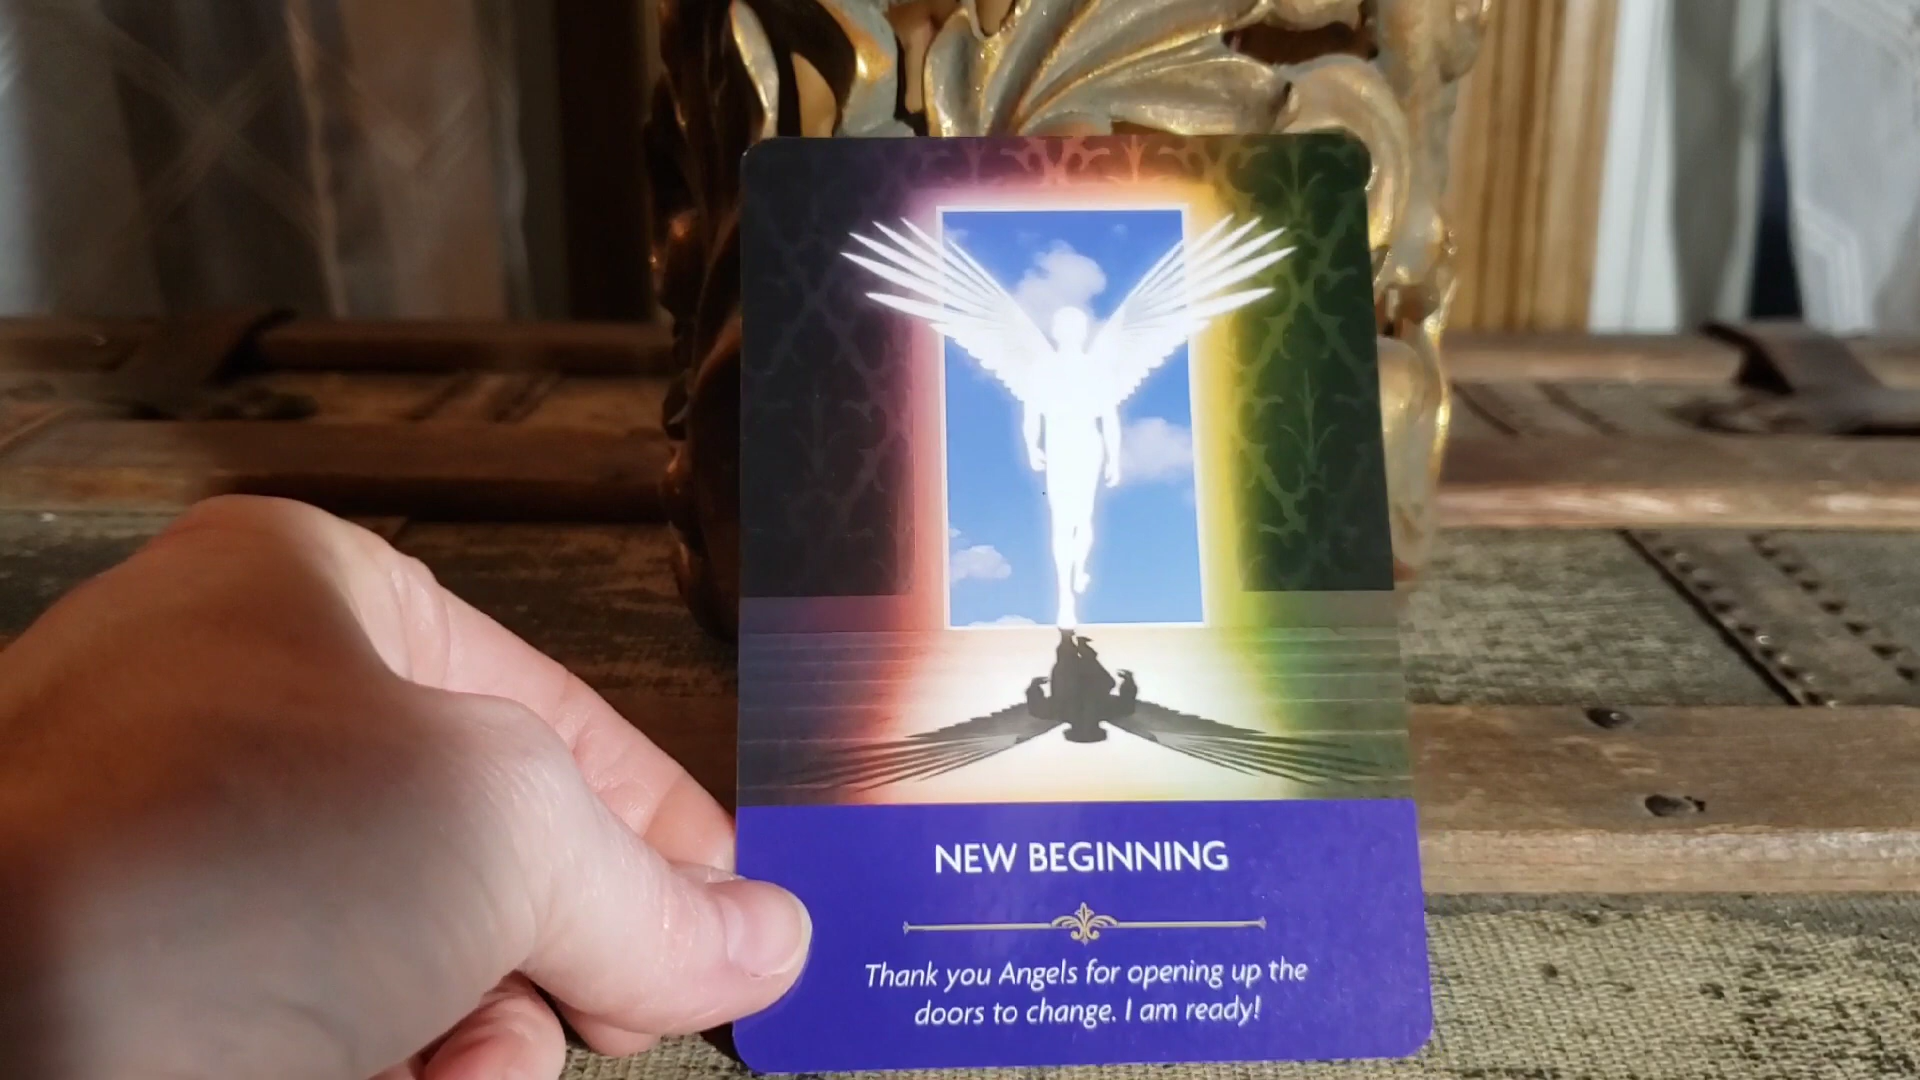 NEW BEGINNING
Thank you Angels for opening up the
doors to change. I am ready!